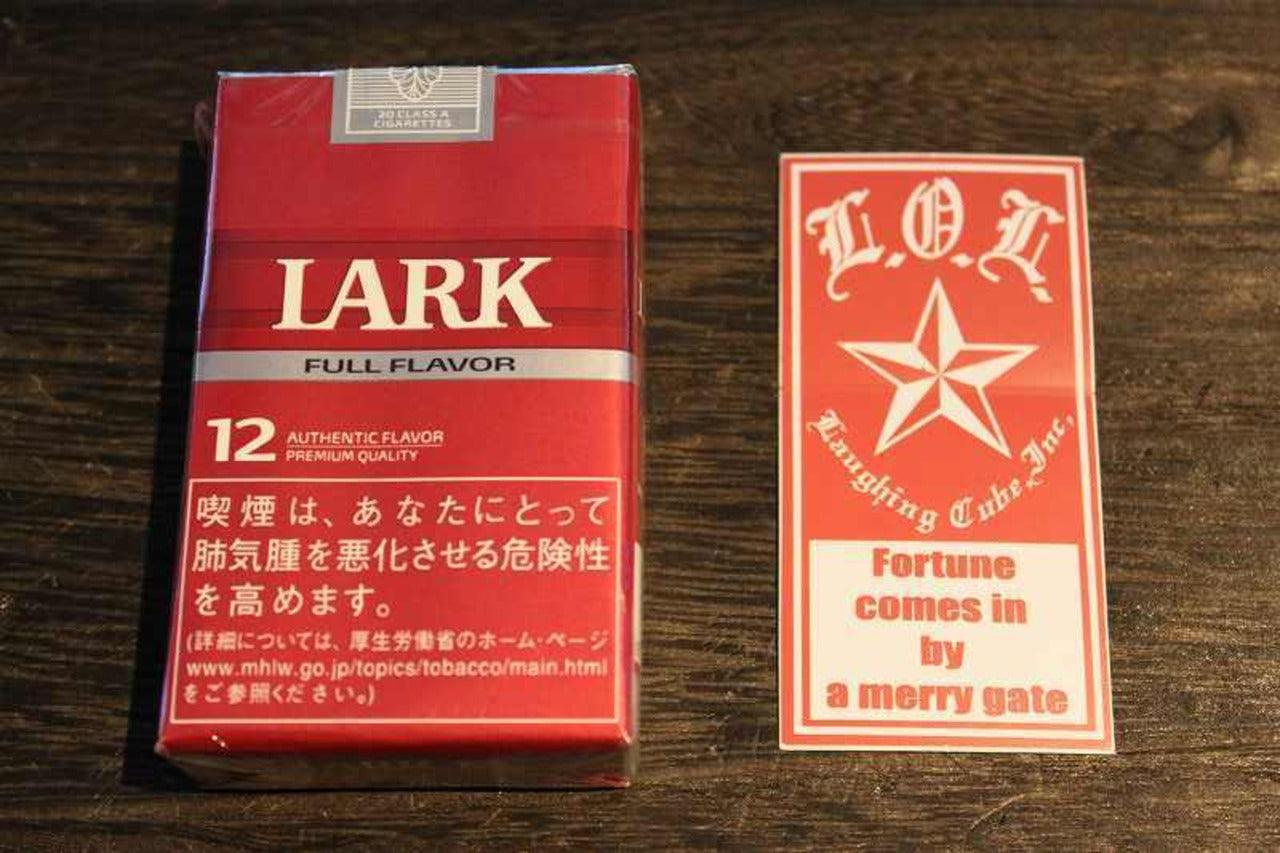 20 CLASS A
CIGARETTES
LARK
FULL FLAVOR
12
AUTHENTIC FLAVOR
PREMIUM QUALITY
喫煙は、あなたにとって
肺気腫を悪化させる危険性
を高めます。
(詳細については、厚生労働省のホーム・ページ
www.mhlw.go.jp/topics/tobacco/main.html
をご参照ください。)
L.O.L.
Laughing Cube.Inc,
Fortune
comes in
by
a merry gate